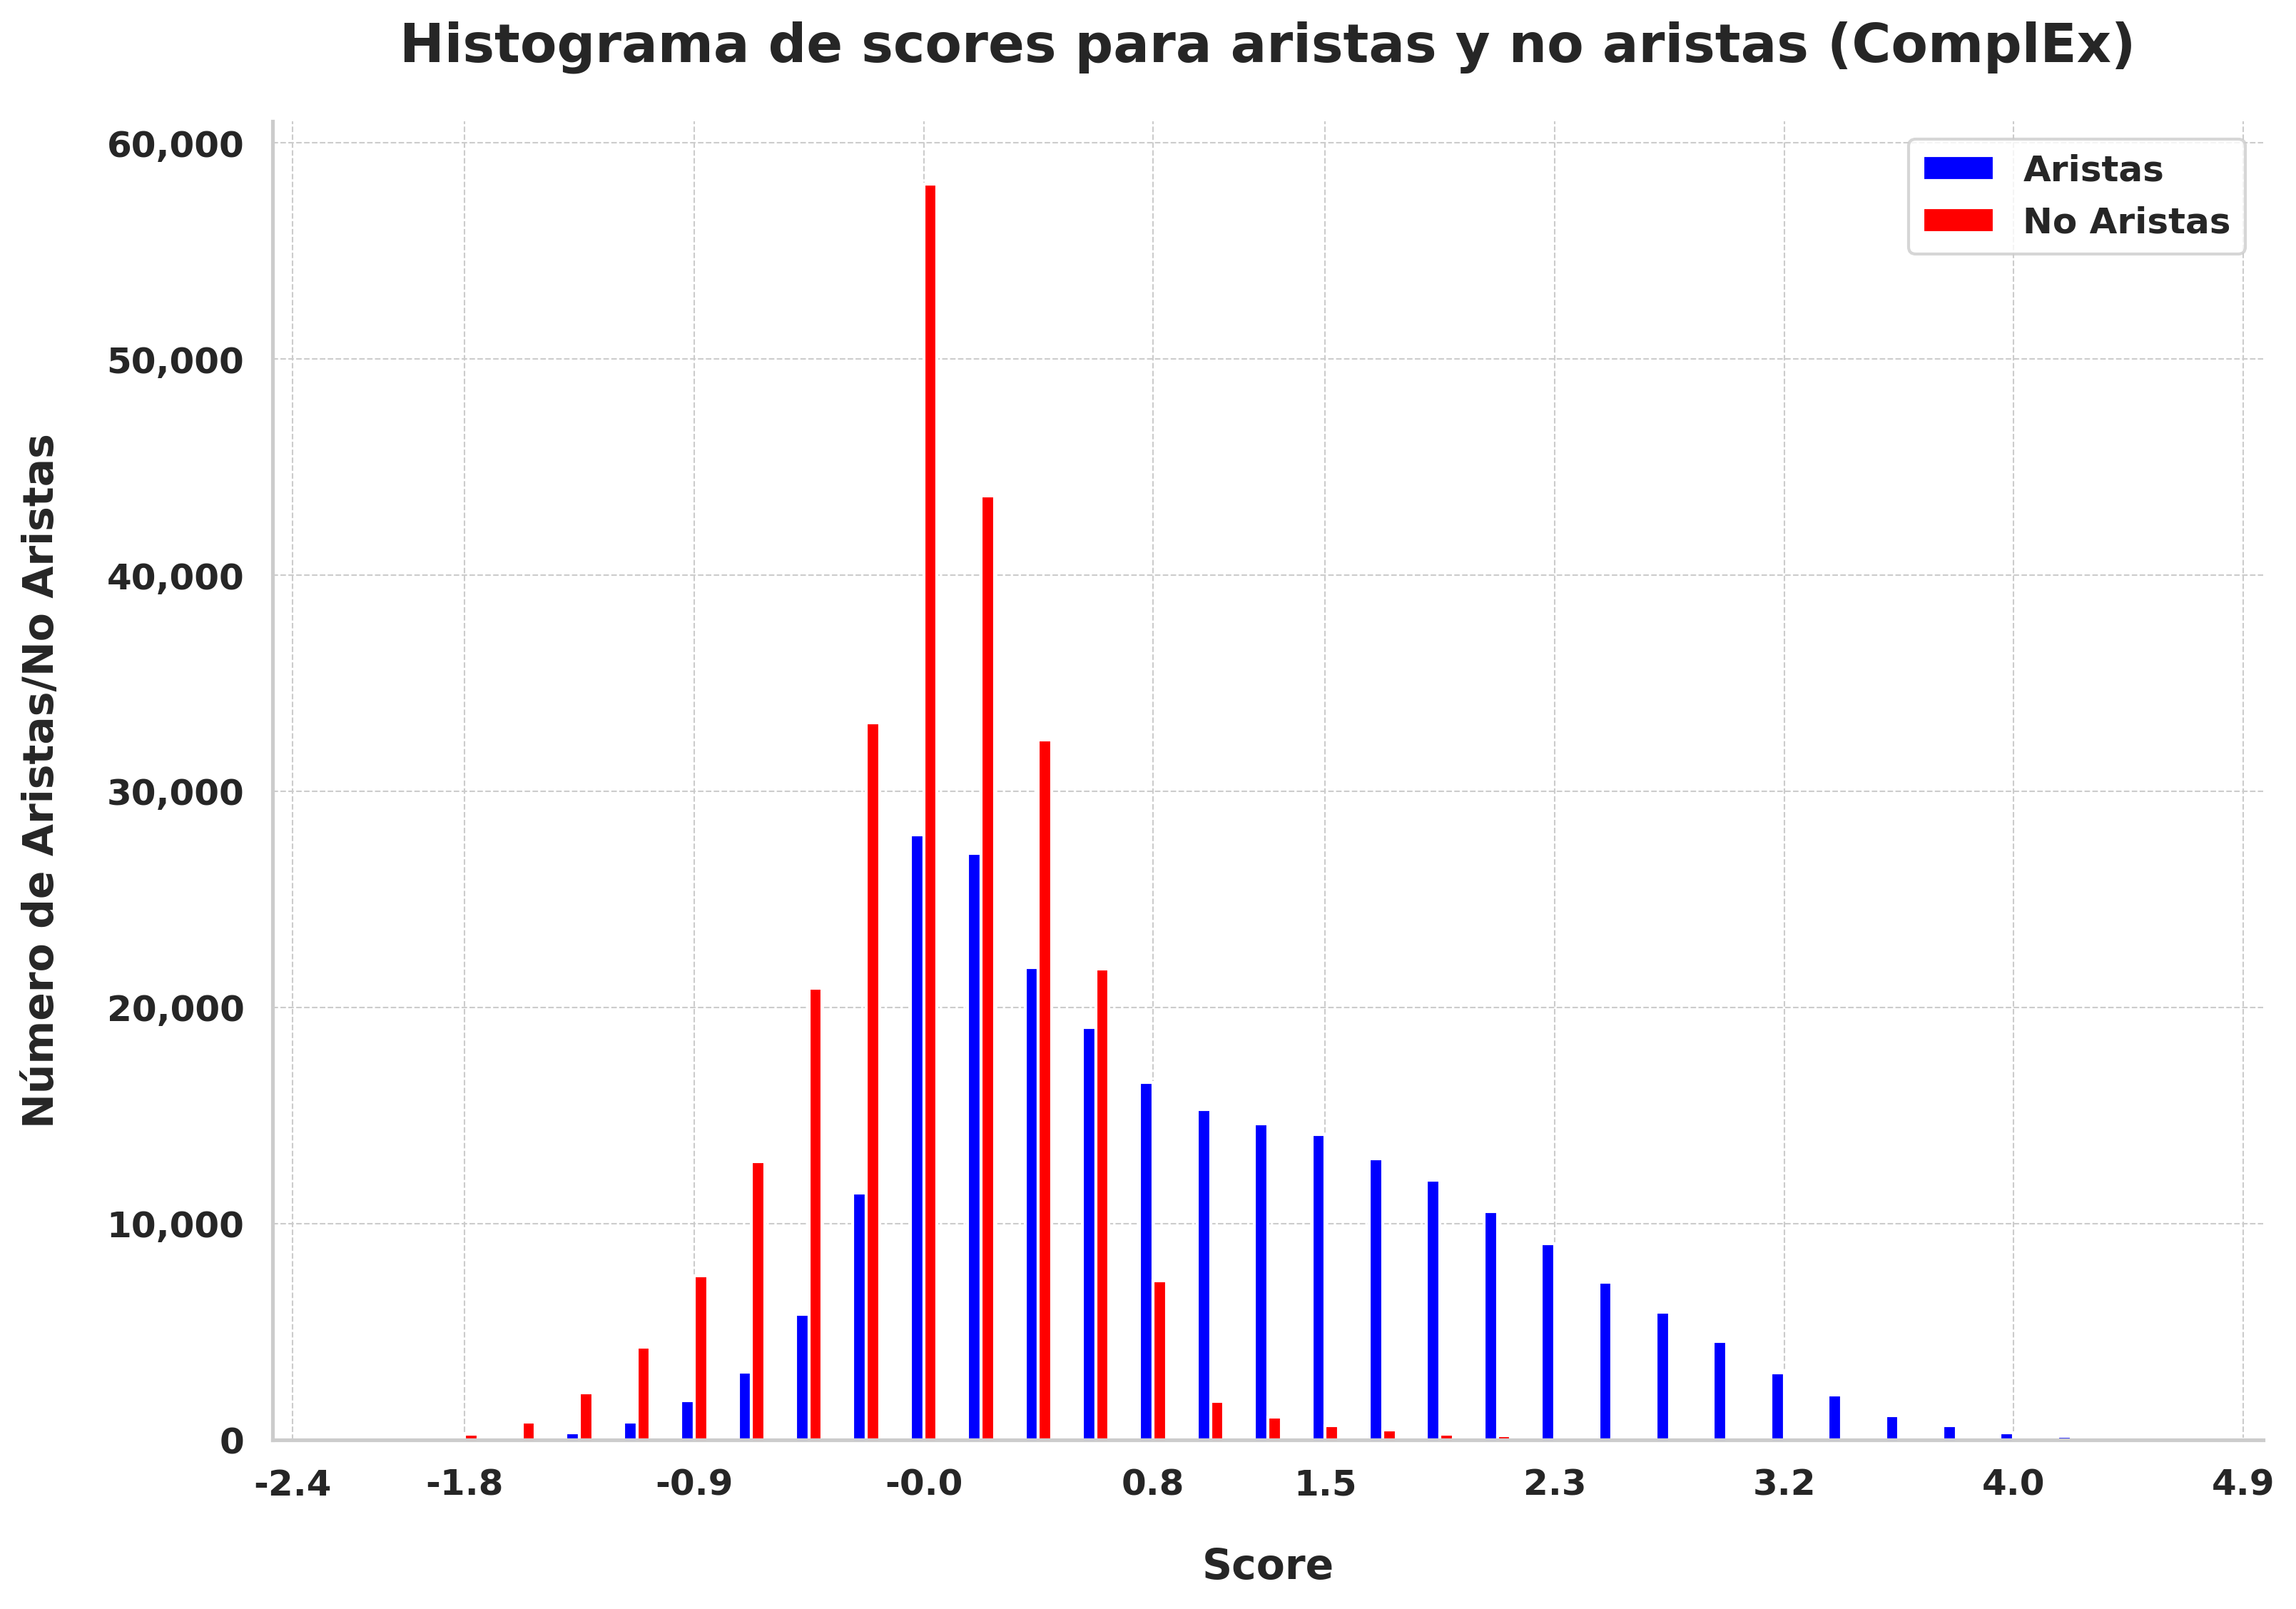 Histograma de scores para aristas y no aristas (ComplEx)
60,000
50,000
40,000
30,000
20,000
10,000
0
Número de Aristas/No Aristas
Aristas
No Aristas
-2.4 -1.8 -0.9 -0.0 0.8 1.5 2.3 3.2 4.0 4.9
Score